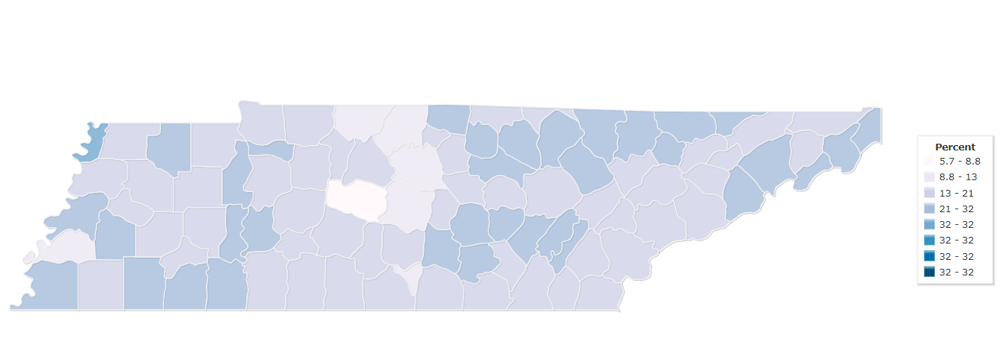 Percent
5.7 - 8.8
8.8 - 13
13 - 21
21 - 32
32 - 32
32 - 32
32 - 32
32 - 32